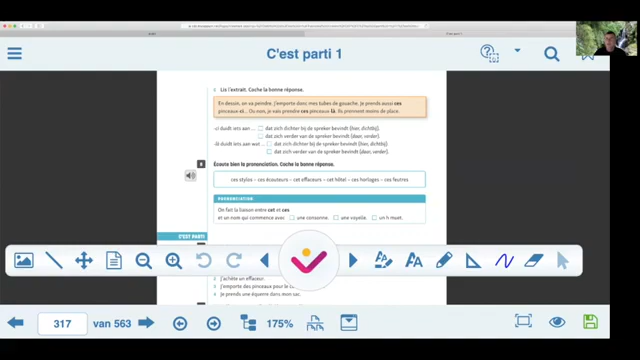 C'est parti 1
Lis l'extrait. Coche la bonne réponse.
En dessin, on va peindre. J'emporte dans mes tubes de gouache. Je prends aussi ces
pinceaux-ci... Ou non, je vais prendre ces pinceaux-là. Ils prennent moins de place.
-ci duidt iets aan ... dat zich dichter bij de spreker bevindt (hier, dichtbij).
dat zich verder van de spreker bevindt (daar, verder).
-là duidt iets aan wat ... dat zich dichter bij de spreker bevindt (hier, dichtbij).
dat zich verder van de spreker bevindt (daar, verder).
8 Écoute bien la prononciation. Coche la bonne réponse.
ces stylos – ces écouteurs – cet effaceur – cet hôtel – ces horloges – ces feutres
PRONONCIATION
On fait la liaison entre cet et ces
et un nom qui commence avec une consonne. une voyelle. un h muet.
C'EST PARTI
2 J'achète un effaceur.
3 J'emporte des pinceaux pour le
4 Je prends une équerre dans mon sac.
317 van 563
175%